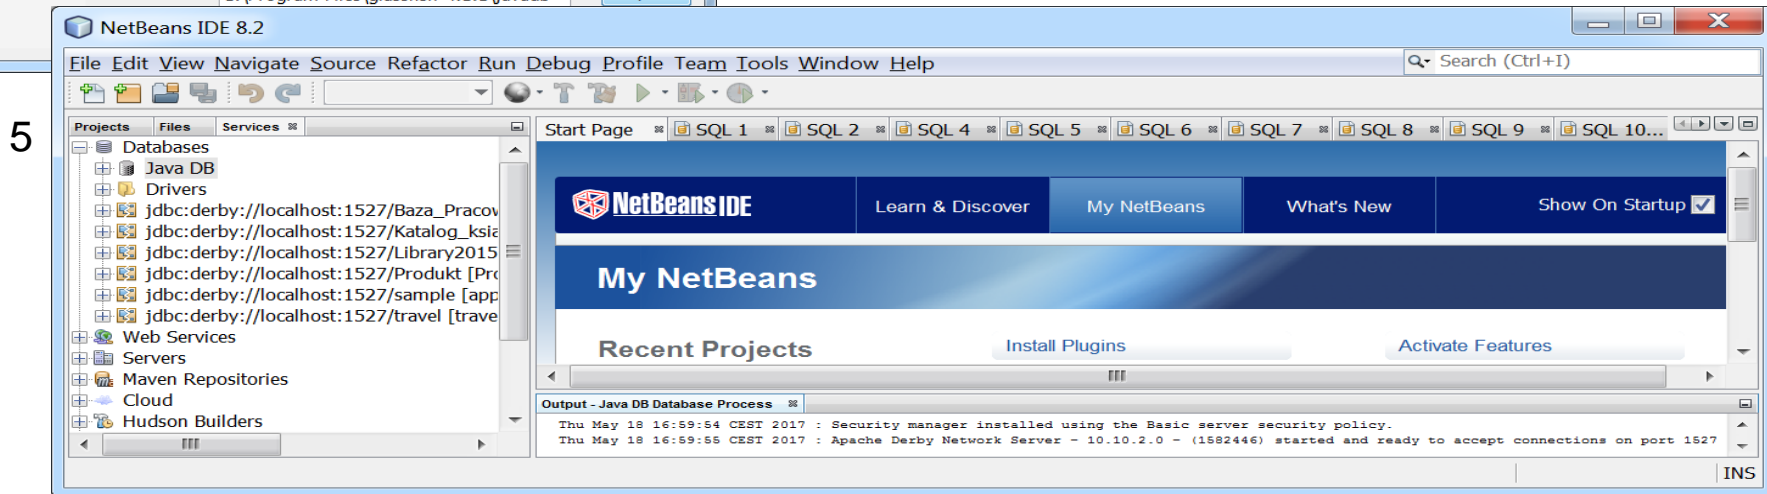 NetBeans IDE 8.2
File Edit View Navigate Source Refactor Run Debug Profile Team Tools Window Help
Search (Ctrl+I)
5
Projects Files Services
Start Page SQL 1 SQL 2 SQL 4 SQL 5 SQL 6 SQL 7 SQL 8 SQL 9 SQL 10...
Databases
Java DB
Drivers
jdbc:derby://localhost:1527/Baza_Pracow
jdbc:derby://localhost:1527/Katalog_ksia
jdbc:derby://localhost:1527/Library2015
jdbc:derby://localhost:1527/Produkt [Pro
jdbc:derby://localhost:1527/sample [app
jdbc:derby://localhost:1527/travel [trave
Web Services
Servers
Maven Repositories
Cloud
Hudson Builders
NetBeans IDE Learn & Discover My NetBeans What's New Show On Startup
My NetBeans
Recent Projects Install Plugins Activate Features
Output - Java DB Database Process
Thu May 18 16:59:54 CEST 2017 : Security manager installed using the Basic server security policy.
Thu May 18 16:59:55 CEST 2017 : Apache Derby Network Server - 10.10.2.0 - (1582446) started and ready to accept connections on port 1527
INS